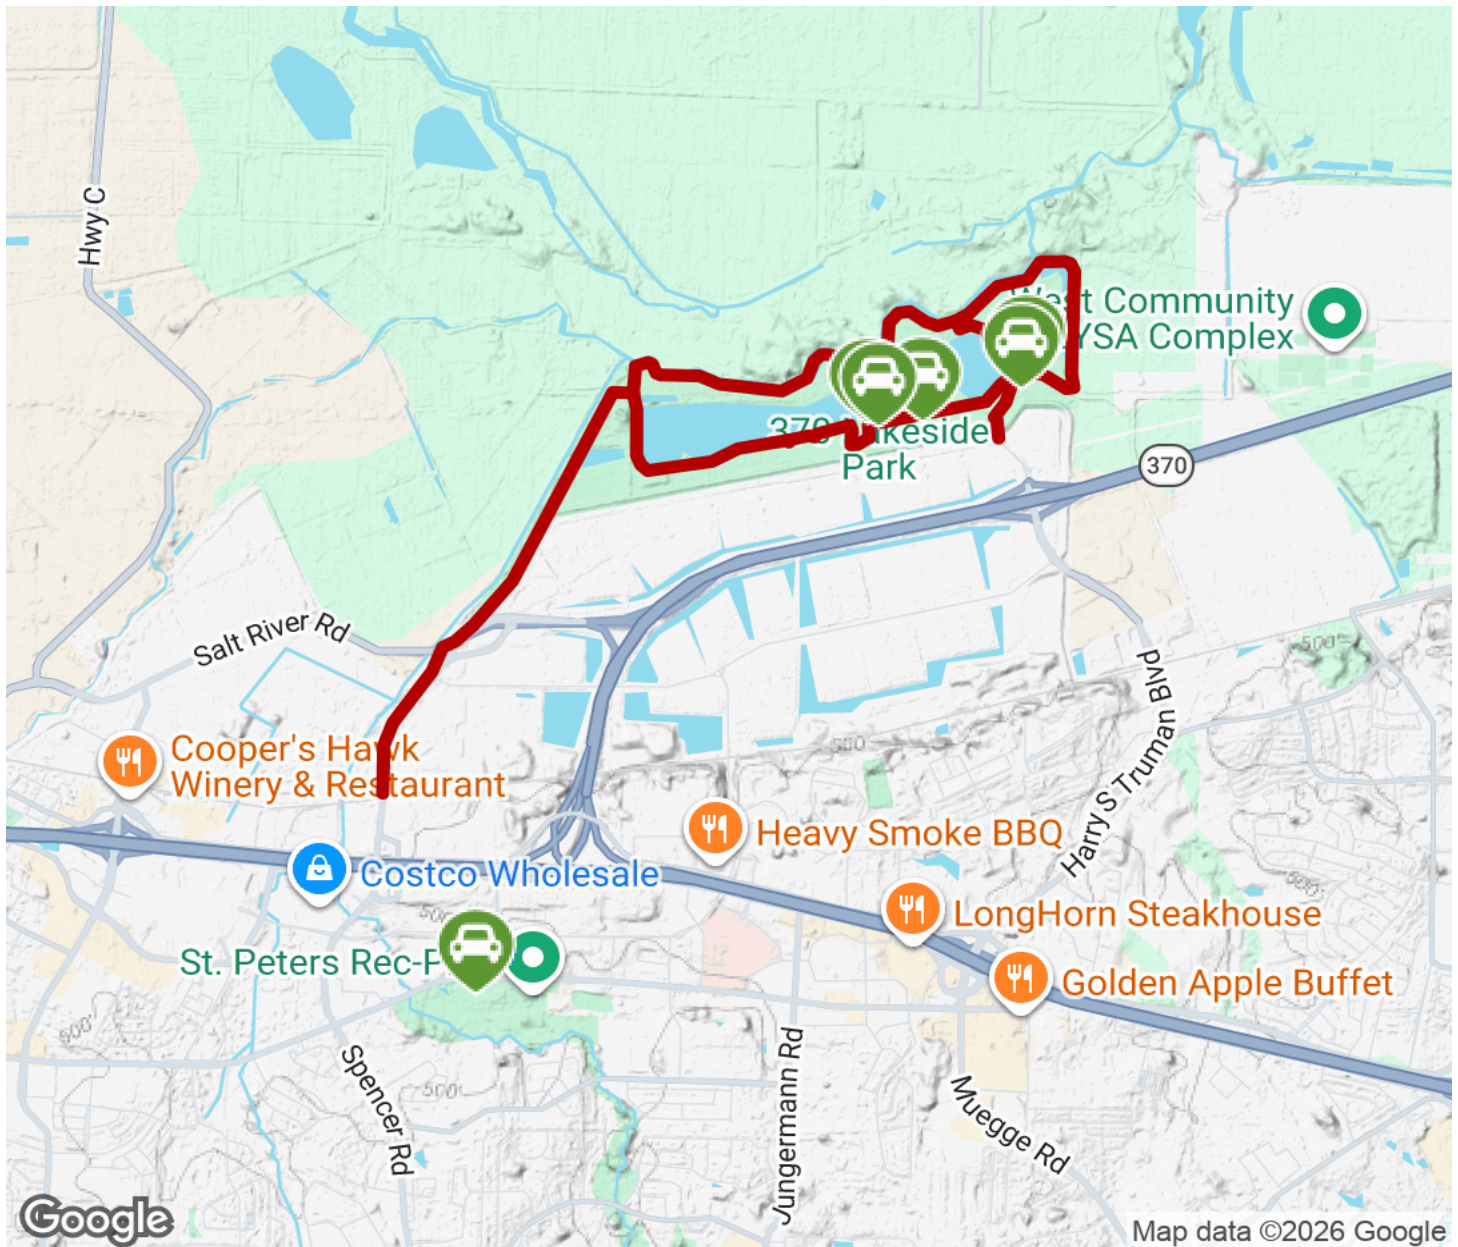 Hwy C
West Community
YSA Complex
Lakeside
Park
370
Salt River Rd
Cooper's Hawk
Winery & Restaurant
Harry S Truman Blvd
500
500'
Heavy Smoke BBQ
Costco Wholesale
LongHorn Steakhouse
St. Peters Rec-P
Golden Apple Buffet
500'
500'
500'
500'
Spencer Rd
Jungermann Rd
Muegge Rd
Google
Map data ©2026 Google